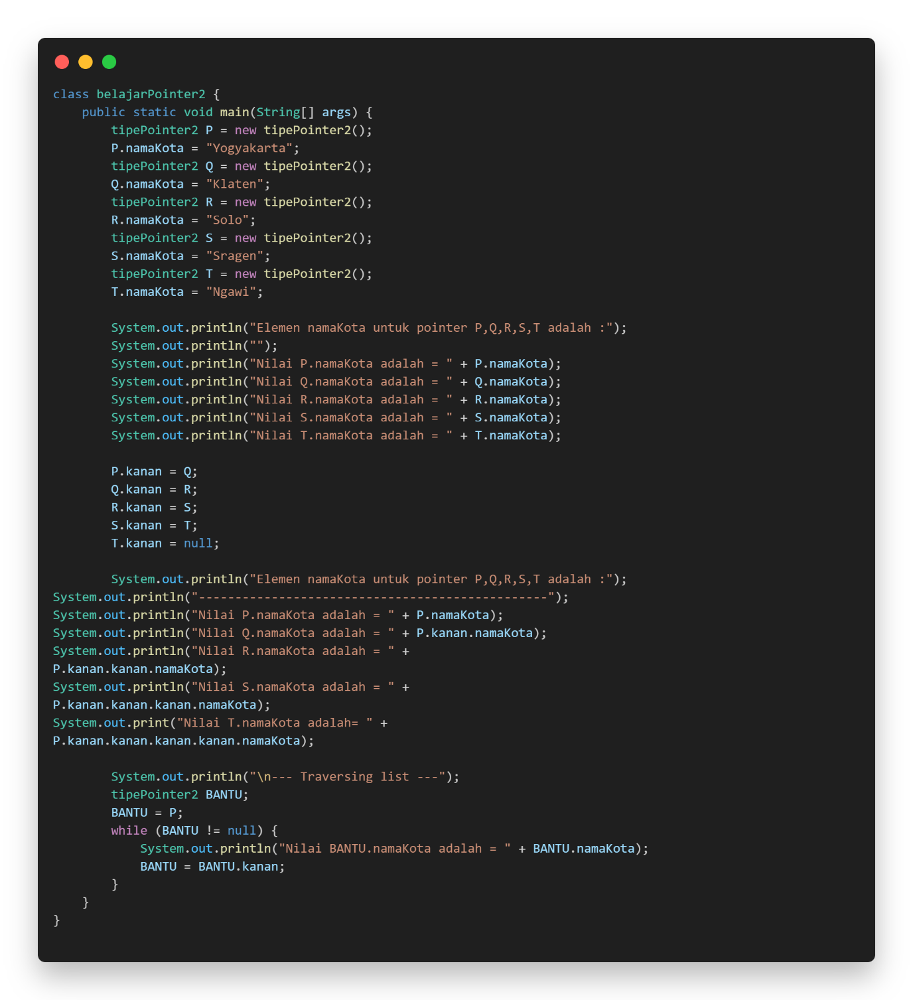 class belajarPointer2 {
    public static void main(String[] args) {
        tipePointer2 P = new tipePointer2();
        P.namaKota = "Yogyakarta";
        tipePointer2 Q = new tipePointer2();
        Q.namaKota = "Klaten";
        tipePointer2 R = new tipePointer2();
        R.namaKota = "Solo";
        tipePointer2 S = new tipePointer2();
        S.namaKota = "Sragen";
        tipePointer2 T = new tipePointer2();
        T.namaKota = "Ngawi";

        System.out.println("Elemen namaKota untuk pointer P,Q,R,S,T adalah :");
        System.out.println("");
        System.out.println("Nilai P.namaKota adalah = " + P.namaKota);
        System.out.println("Nilai Q.namaKota adalah = " + Q.namaKota);
        System.out.println("Nilai R.namaKota adalah = " + R.namaKota);
        System.out.println("Nilai S.namaKota adalah = " + S.namaKota);
        System.out.println("Nilai T.namaKota adalah = " + T.namaKota);

        P.kanan = Q;
        Q.kanan = R;
        R.kanan = S;
        S.kanan = T;
        T.kanan = null;

        System.out.println("Elemen namaKota untuk pointer P,Q,R,S,T adalah :");
System.out.println("------------------------------------------------");
System.out.println("Nilai P.namaKota adalah = " + P.namaKota);
System.out.println("Nilai Q.namaKota adalah = " + P.kanan.namaKota);
System.out.println("Nilai R.namaKota adalah = " +
P.kanan.kanan.namaKota);
System.out.println("Nilai S.namaKota adalah = " +
P.kanan.kanan.kanan.namaKota);
System.out.print("Nilai T.namaKota adalah= " +
P.kanan.kanan.kanan.kanan.namaKota);

        System.out.println("\n--- Traversing list ---");
        tipePointer2 BANTU;
        BANTU = P;
        while (BANTU != null) {
            System.out.println("Nilai BANTU.namaKota adalah = " + BANTU.namaKota);
            BANTU = BANTU.kanan;
        }
    }
}